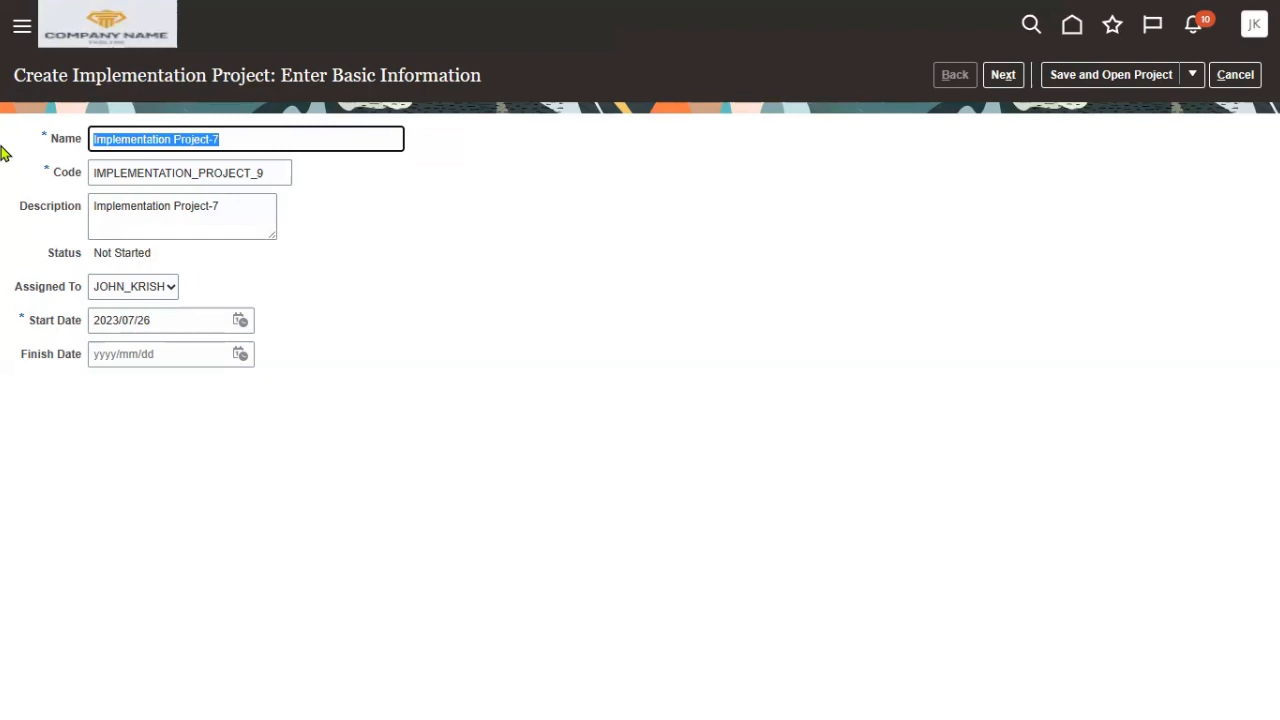 COMPANY NAME
10
JK
Create Implementation Project: Enter Basic Information
Back
Next
Save and Open Project
Cancel
* Name Implementation Project-7
* Code IMPLEMENTATION_PROJECT_9
Description Implementation Project-7
Status Not Started
Assigned To JOHN_KRISH
* Start Date 2023/07/26
Finish Date yyyy/mm/dd